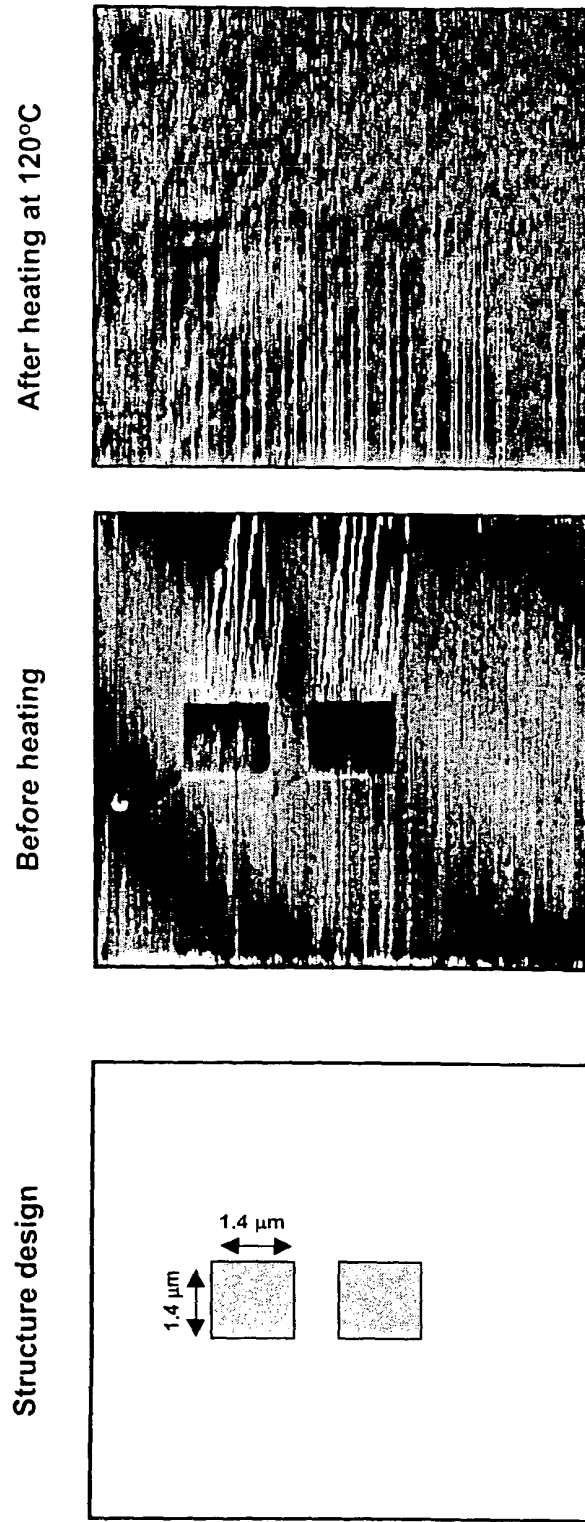 Structure design
1.4 µm
1.4 µm
Before heating
After heating at 120°C